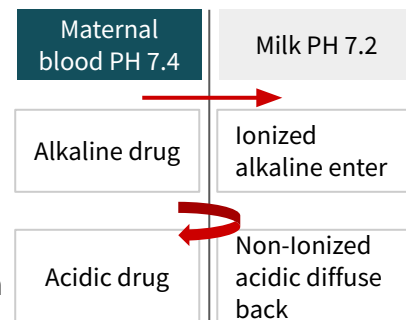 Maternal
blood PH 7.4
Milk PH 7.2
Alkaline drug
Ionized
alkaline enter
Acidic drug
Non-Ionized
acidic diffuse
back